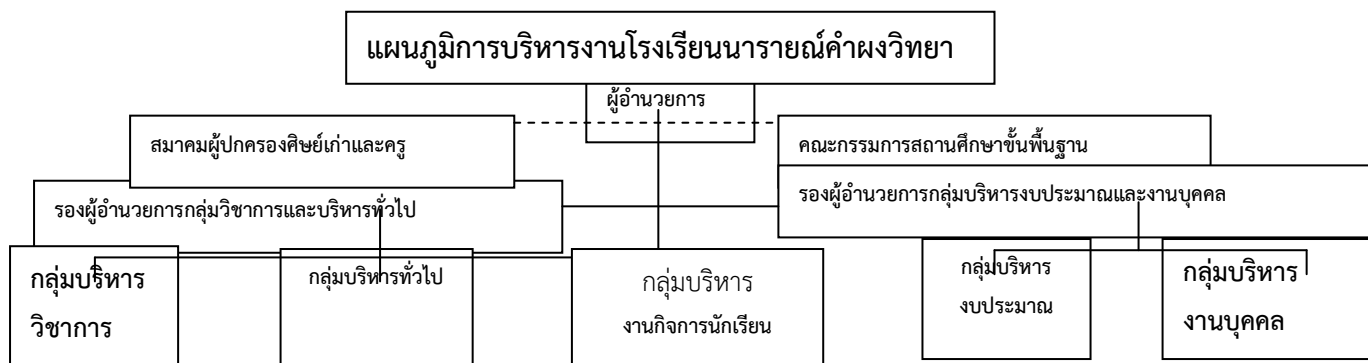 แผนภูมิการบริหารงานโรงเรียนนารายณ์คำผงวิทยา
ผู้อำนวยการ
สมาคมผู้ปกครองศิษย์เก่าและครู
คณะกรรมการสถานศึกษาขั้นพื้นฐาน
รองผู้อำนวยการกลุ่มวิชาการและบริหารทั่วไป
รองผู้อำนวยการกลุ่มบริหารงบประมาณและงานบุคคล
กลุ่มบริหาร
วิชาการ
กลุ่มบริหารทั่วไป
กลุ่มบริหาร
งานกิจการนักเรียน
กลุ่มบริหาร
งบประมาณ
กลุ่มบริหาร
งานบุคคล